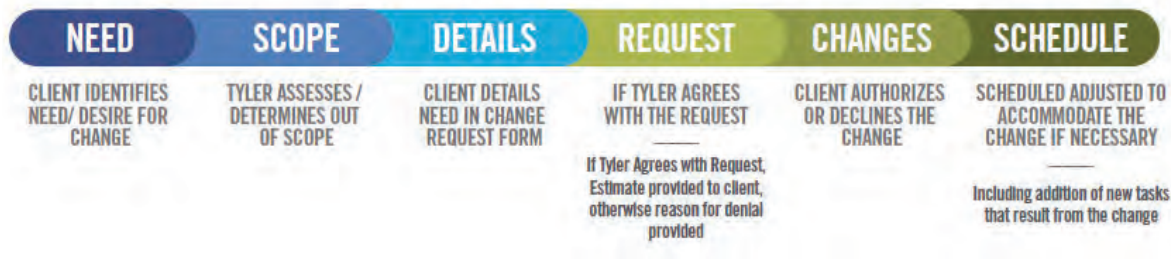 NEED
SCOPE
DETAILS
REQUEST
CHANGES
SCHEDULE
CLIENT IDENTIFIES
NEED/ DESIRE FOR
CHANGE
TYLER ASSESSES /
DETERMINES OUT
OF SCOPE
CLIENT DETAILS
NEED IN CHANGE
REQUEST FORM
IF TYLER AGREES
WITH THE REQUEST
If Tyler Agrees with Request,
Estimate provided to client,
otherwise reason for denial
provided
CLIENT AUTHORIZES
OR DECLINES THE
CHANGE
SCHEDULED ADJUSTED TO
ACCOMMODATE THE
CHANGE IF NECESSARY
Including addition of new tasks
that result from the change